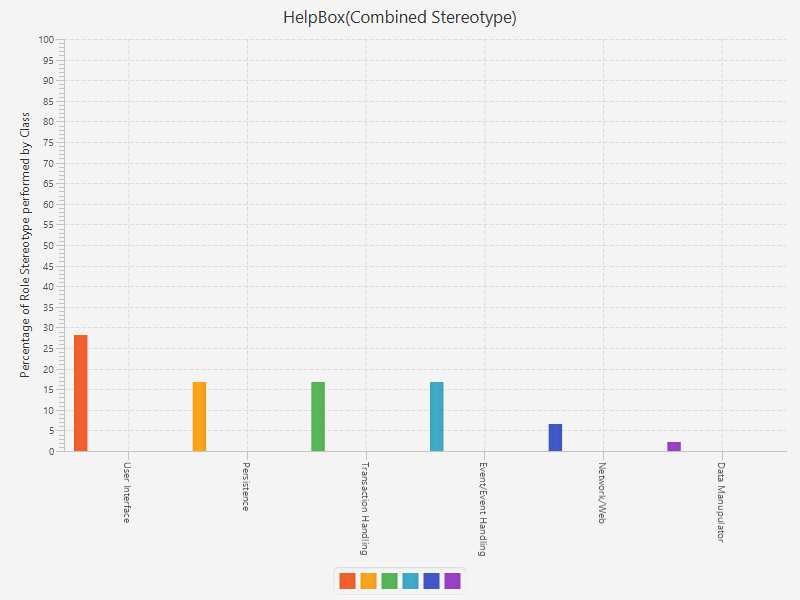 HelpBox(Combined Stereotype)
Percentage of Role Stereotype performed by Class
100
95
90
85
80
75
70
65
60
55
50
45
40
35
30
25
20
15
10
5
0
User Interface
Persistence
Transaction Handling
Event/Event Handling
Network/Web
Data Manupulator